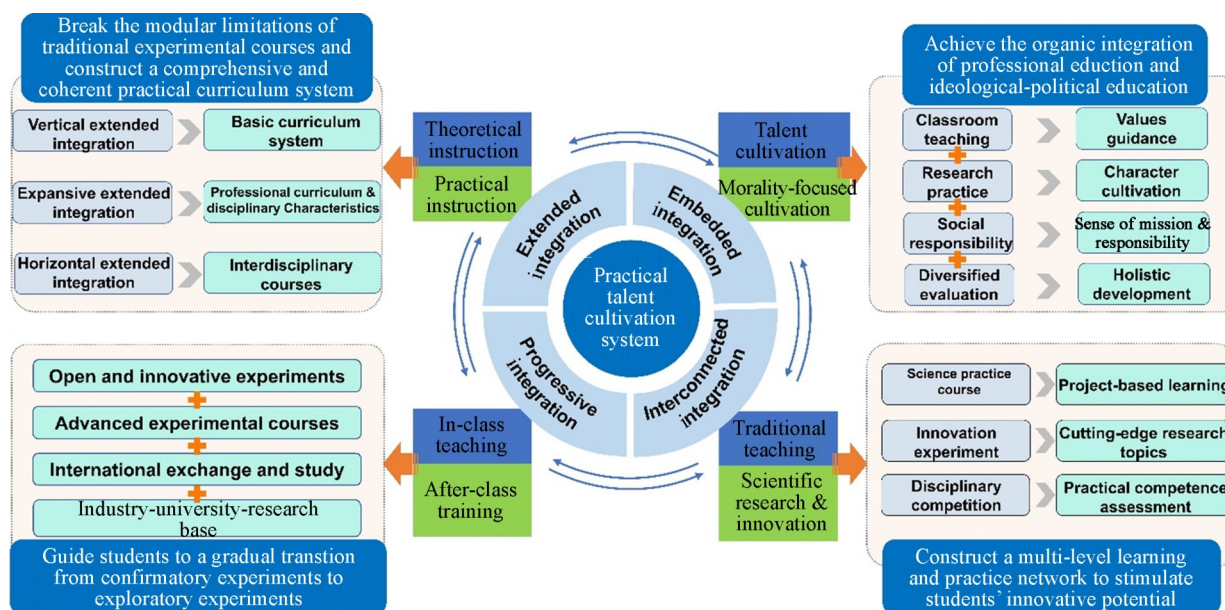 Break the modular limitations of
traditional experimental courses and
construct a comprehensive and
coherent practical curriculum system
Vertical extended
integration
Basic curriculum
system
Expansive extended
integration
Professional curriculum &
disciplinary Characteristics
Horizontal extended
integration
Interdisciplinary
courses
Theoretical
instruction
Practical
instruction
Talent
cultivation
Morality-focused
cultivation
Achieve the organic integration
of professional eduction and
ideological-political education
Classroom
teaching
Values
guidance
Research
practice
Character
cultivation
Social
responsibility
Sense of mission &
responsibility
Diversified
evaluation
Holistic
development
Extended
integration
Embedded
integration
Practical
talent
cultivation
system
Progressive
integration
Interconnected
integration
Open and innovative experiments
Advanced experimental courses
International exchange and study
Industry-university-research
base
Guide students to a gradual transition
from confirmatory experiments to
exploratory experiments
In-class
teaching
After-class
training
Traditional
teaching
Scientific
research &
innovation
Science practice
course
Project-based learning
Innovation
experiment
Cutting-edge research
topics
Disciplinary
competition
Practical competence
assessment
Construct a multi-level learning
and practice network to stimulate
students' innovative potential